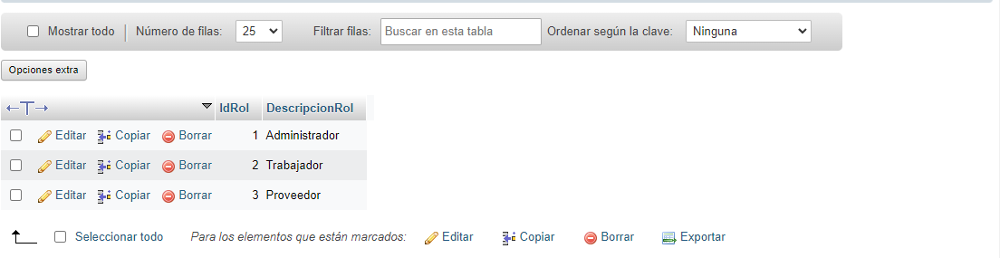 Mostrar todo Número de filas: 25 Filtrar filas: Buscar en esta tabla Ordenar según la clave: Ninguna
Opciones extra
IdRol DescripcionRol
Editar Copiar Borrar 1 Administrador
Editar Copiar Borrar 2 Trabajador
Editar Copiar Borrar 3 Proveedor
Seleccionar todo Para los elementos que están marcados: Editar Copiar Borrar Exportar